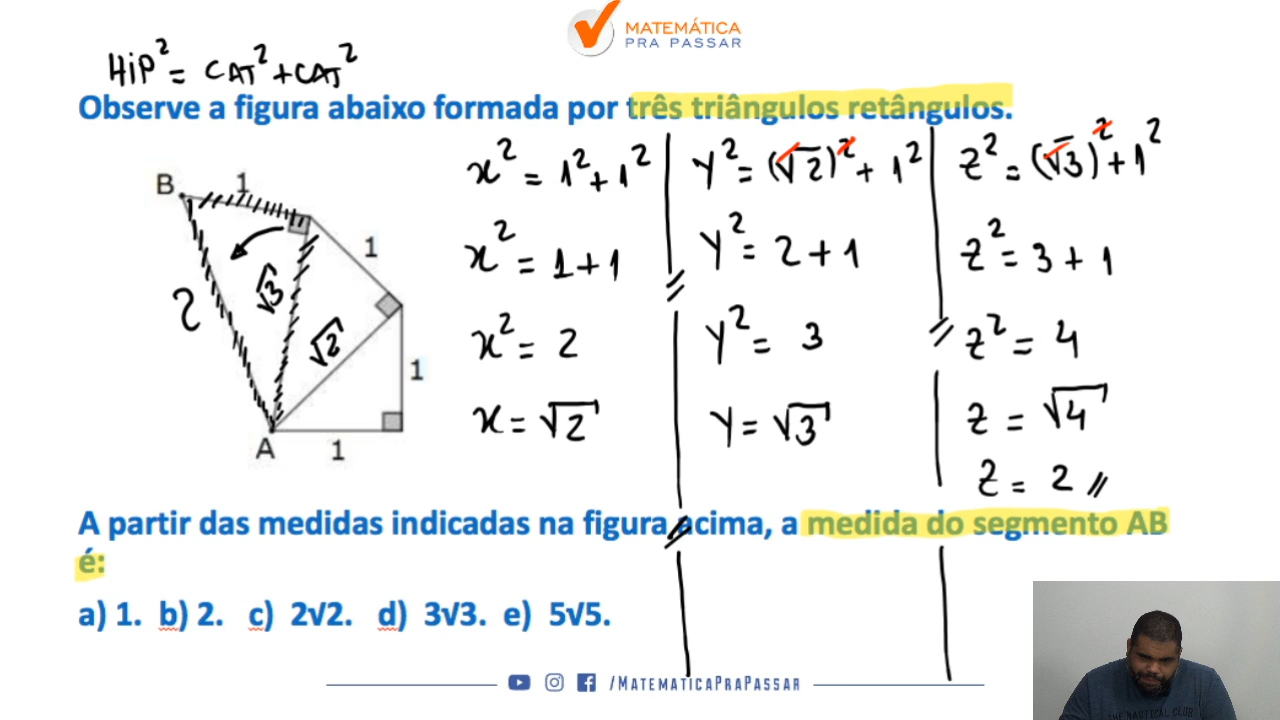 MATEMÁTICA
PRA PASSAR
HiP² = CAT² + CAT²
Observe a figura abaixo formada por três triângulos retângulos.
B
1
1
√3
2
√2
1
A
1
x² = 1² + 1²
x² = 1 + 1
x² = 2
x = √2
y² = (√2)² + 1²
y² = 2 + 1
y² = 3
y = √3
z² = (√3)² + 1²
z² = 3 + 1
z² = 4
z = √4
z = 2 //
A partir das medidas indicadas na figura acima, a medida do segmento AB
é:
a) 1. b) 2. c) 2√2. d) 3√3. e) 5√5.
/MATEMATICAPRAPASSAR
THE NAUTICAL CLUB